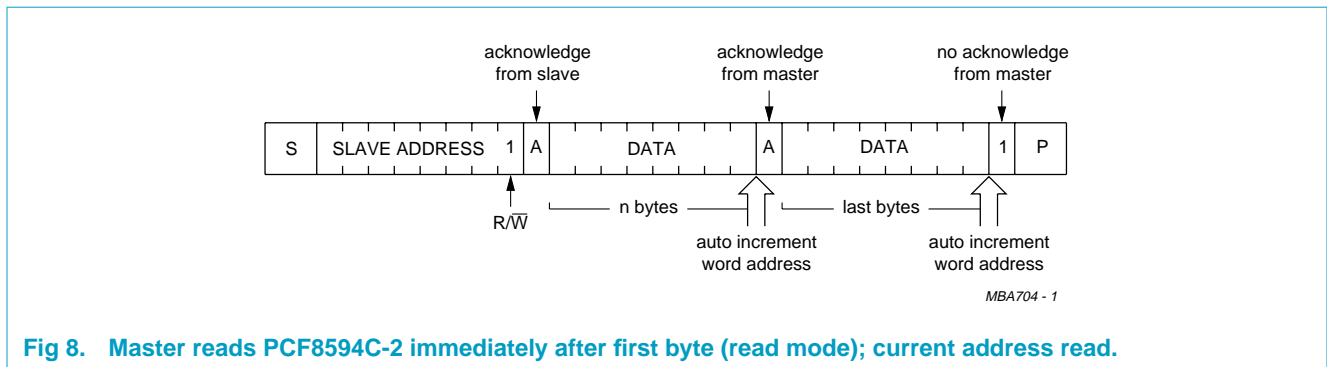 acknowledge from slave
acknowledge from master
no acknowledge from master
S SLAVE ADDRESS 1 A DATA A DATA 1 P
R/W̅
n bytes
last bytes
auto increment word address
auto increment word address
MBA704 - 1
Fig 8. Master reads PCF8594C-2 immediately after first byte (read mode); current address read.